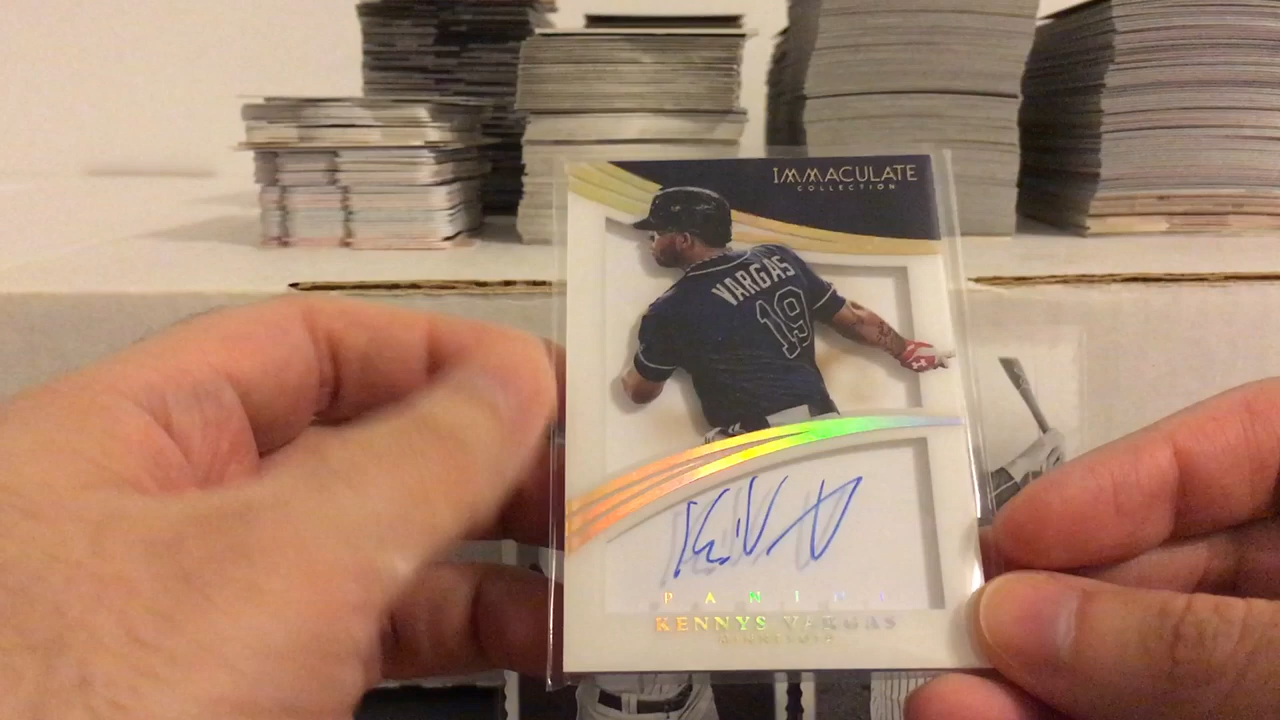 IMMACULATE
COLLECTION
VARGAS
19
PANINI
KENNYS VARGAS
MINNESOTA